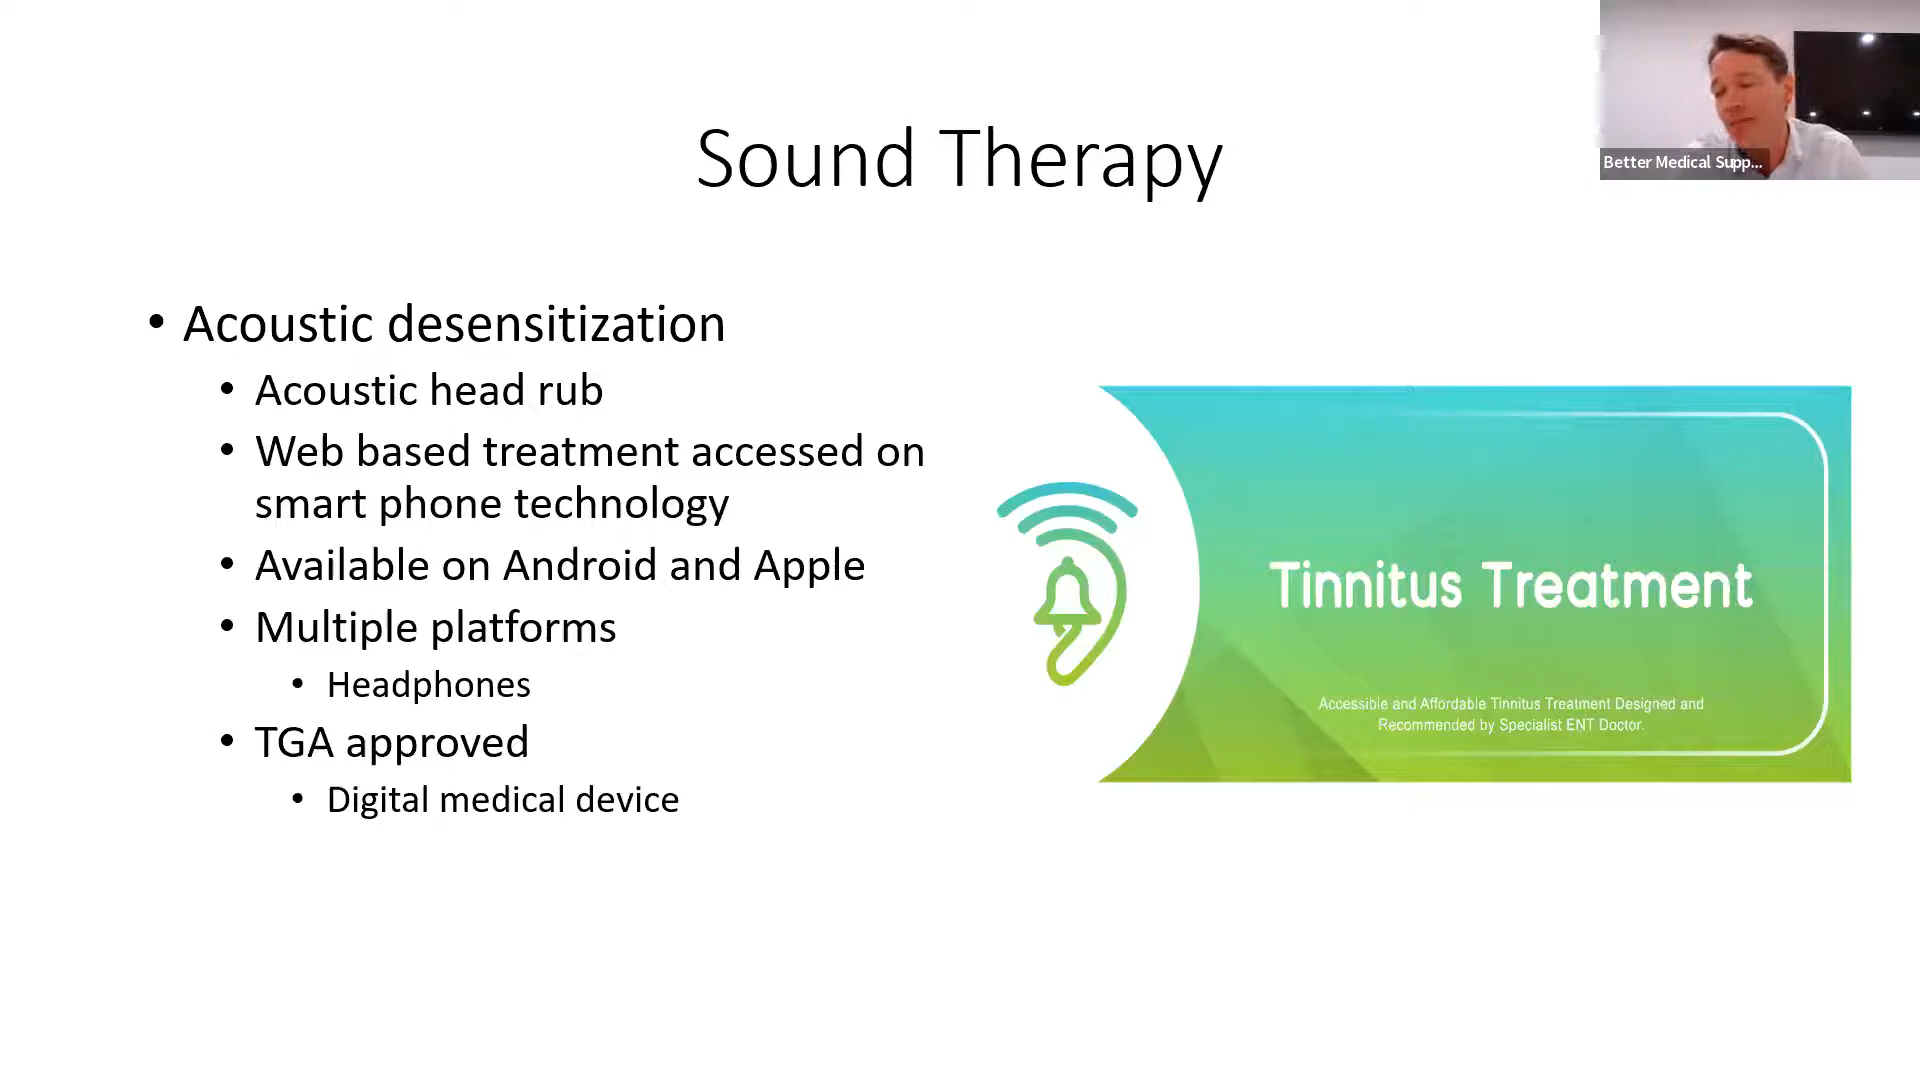 Better Medical Supp...
Sound Therapy
• Acoustic desensitization
• Acoustic head rub
• Web based treatment accessed on
smart phone technology
• Available on Android and Apple
• Multiple platforms
• Headphones
• TGA approved
• Digital medical device
Tinnitus Treatment
Accessible and Affordable Tinnitus Treatment Designed and
Recommended by Specialist ENT Doctor.